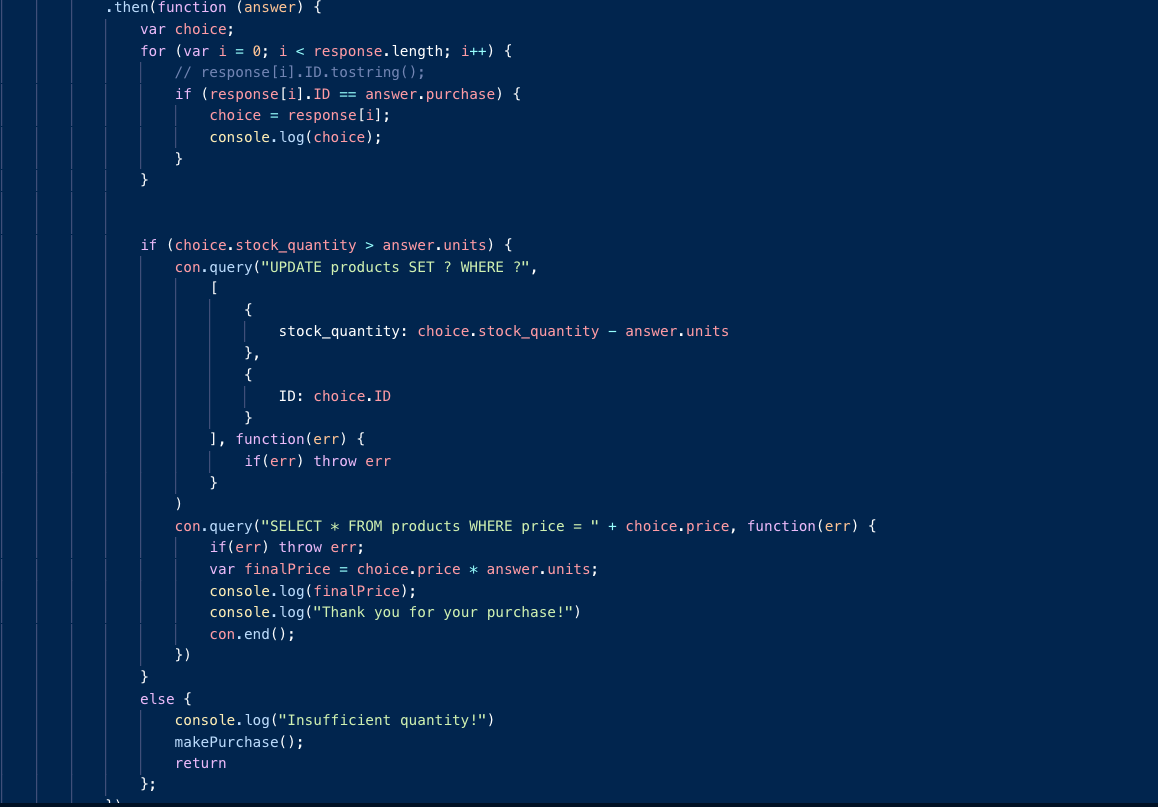 .then(function (answer) {
var choice;
for (var i = 0; i < response.length; i++) {
// response[i].ID.tostring();
if (response[i].ID == answer.purchase) {
choice = response[i];
console.log(choice);
}
}
if (choice.stock_quantity > answer.units) {
con.query("UPDATE products SET ? WHERE ?",
[
{
stock_quantity: choice.stock_quantity - answer.units
},
{
ID: choice.ID
}
], function(err) {
if(err) throw err
}
)
con.query("SELECT * FROM products WHERE price = " + choice.price, function(err) {
if(err) throw err;
var finalPrice = choice.price * answer.units;
console.log(finalPrice);
console.log("Thank you for your purchase!")
con.end();
})
}
else {
console.log("Insufficient quantity!")
makePurchase();
return
};
})